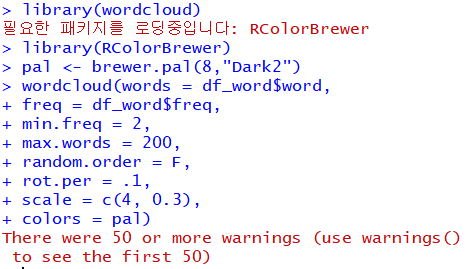 > library(wordcloud)
필요한 패키지를 로딩중입니다: RColorBrewer
> library(RColorBrewer)
> pal <- brewer.pal(8,"Dark2")
> wordcloud(words = df_word$word,
+ freq = df_word$freq,
+ min.freq = 2,
+ max.words = 200,
+ random.order = F,
+ rot.per = .1,
+ scale = c(4, 0.3),
+ colors = pal)
There were 50 or more warnings (use warnings()
 to see the first 50)